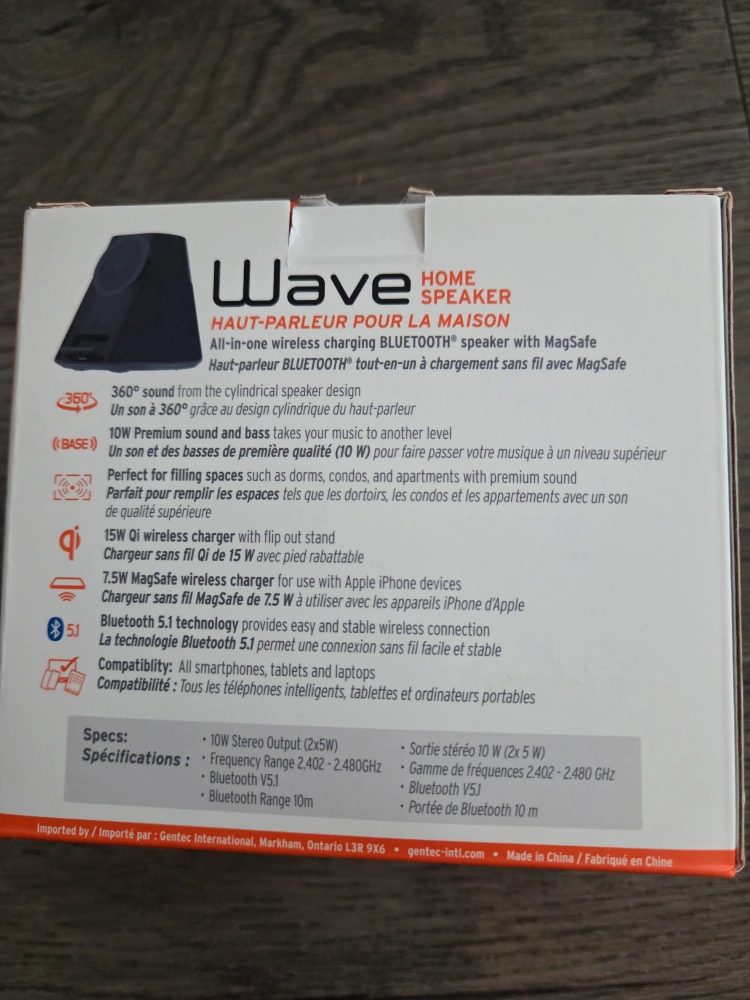 Wave HOME SPEAKER
HAUT-PARLEUR POUR LA MAISON
All-in-one wireless charging BLUETOOTH® speaker with MagSafe
Haut-parleur BLUETOOTH® tout-en-un à chargement sans fil avec MagSafe
360°
360° sound from the cylindrical speaker design
Un son à 360° grâce au design cylindrique du haut-parleur
BASE
10W Premium sound and bass takes your music to another level
Un son et des basses de première qualité (10 W) pour faire passer votre musique à un niveau supérieur
Perfect for filling spaces such as dorms, condos, and apartments with premium sound
Parfait pour remplir les espaces tels que les dortoirs, les condos et les appartements avec un son
de qualité supérieure
qi
15W Qi wireless charger with flip out stand
Chargeur sans fil Qi de 15 W avec pied rabattable
7.5W MagSafe wireless charger for use with Apple iPhone devices
Chargeur sans fil MagSafe de 7.5 W à utiliser avec les appareils iPhone d'Apple
5.1
Bluetooth 5.1 technology provides easy and stable wireless connection
La technologie Bluetooth 5.1 permet une connexion sans fil facile et stable
Compatiblity: All smartphones, tablets and laptops
Compatibilité : Tous les téléphones intelligents, tablettes et ordinateurs portables
Specs:
Spécifications :
• 10W Stereo Output (2x5W)
• Frequency Range 2.402 - 2.480GHz
• Bluetooth V5.1
• Bluetooth Range 10m
• Sortie stéréo 10 W (2x 5 W)
• Gamme de fréquences 2.402 - 2.480 GHz
• Bluetooth V5.1
• Portée de Bluetooth 10 m
Imported by / Importé par : Gentec International, Markham, Ontario L3R 9X6 • gentec-intl.com • Made in China / Fabriqué en Chine